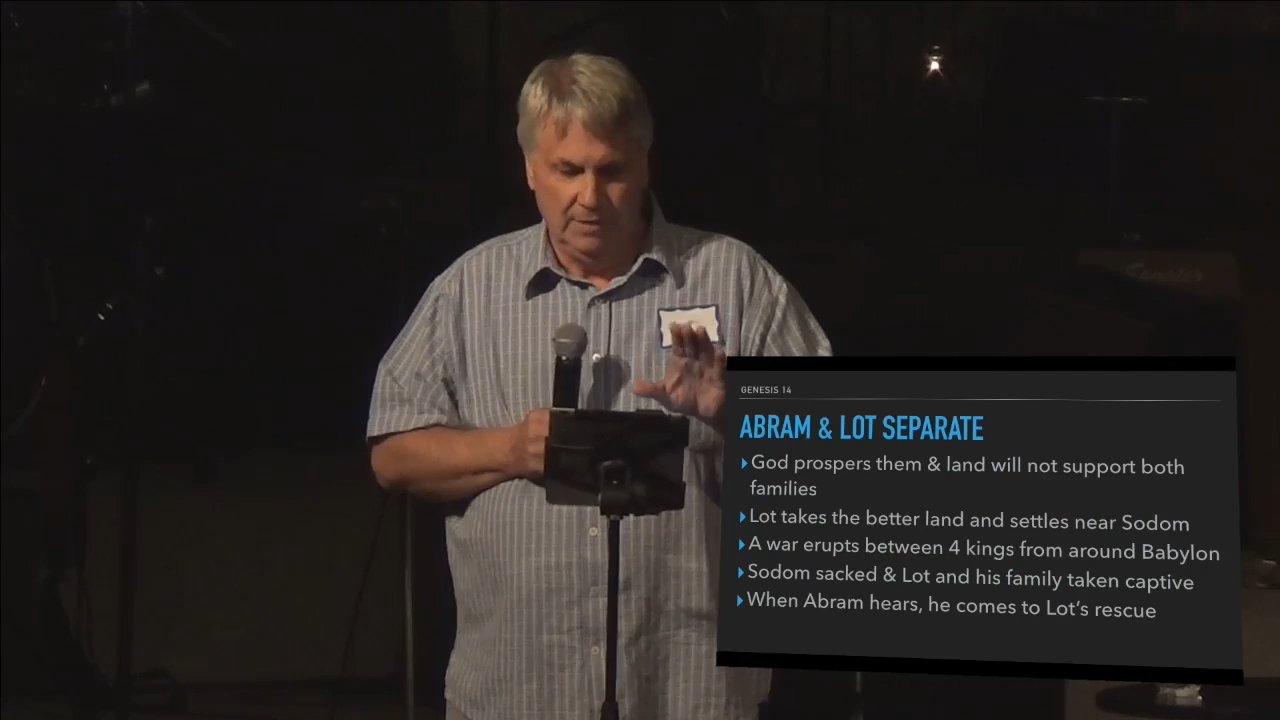 GENESIS 14
ABRAM & LOT SEPARATE
God prospers them & land will not support both
families
Lot takes the better land and settles near Sodom
A war erupts between 4 kings from around Babylon
Sodom sacked & Lot and his family taken captive
When Abram hears, he comes to Lot's rescue